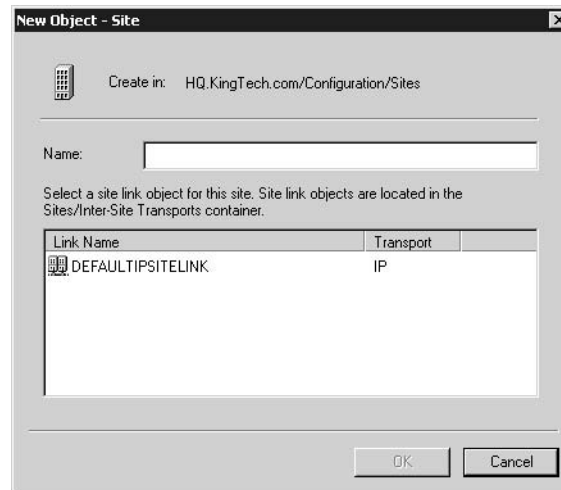 New Object - Site
Create in: HQ.KingTech.com/Configuration/Sites
Name:
Select a site link object for this site. Site link objects are located in the
Sites/Inter-Site Transports container.
Link Name Transport
DEFAULTIPSITELINK IP
OK Cancel